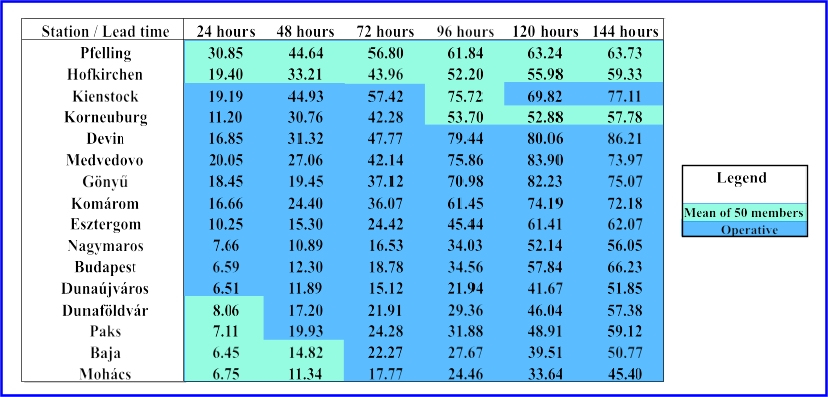 Station / Lead time 24 hours 48 hours 72 hours 96 hours 120 hours 144 hours
Pfelling 30.85 44.64 56.80 61.84 63.24 63.73
Hofkirchen 19.40 33.21 43.96 52.20 55.98 59.33
Kienstock 19.19 44.93 57.42 75.72 69.82 77.11
Korneuburg 11.20 30.76 42.28 53.70 52.88 57.78
Devin 16.85 31.32 47.77 79.44 80.06 86.21
Medvedovo 20.05 27.06 42.14 75.86 83.90 73.97
Gönyű 18.45 19.45 37.12 70.98 82.23 75.07
Komárom 16.66 24.40 36.07 61.45 74.19 72.18
Esztergom 10.25 15.30 24.42 45.44 61.41 62.07
Nagymaros 7.66 10.89 16.53 34.03 52.14 56.05
Budapest 6.59 12.30 18.78 34.56 57.84 66.23
Dunaújváros 6.51 11.89 15.12 21.94 41.67 51.85
Dunaföldvár 8.06 17.20 21.91 29.36 46.04 57.38
Paks 7.11 19.93 24.28 31.88 48.91 59.12
Baja 6.45 14.82 22.27 27.67 39.51 50.77
Mohács 6.75 11.34 17.77 24.46 33.64 45.40
Legend
Mean of 50 members
Operative